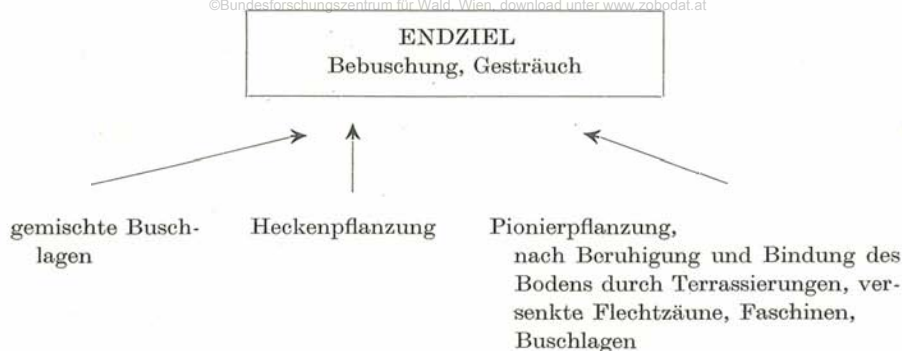 ©Bundesforschungszentrum für Wald, Wien, download unter www.zobodat.at
ENDZIEL
Bebuschung, Gesträuch
gemischte Busch-
lagen
Heckenpflanzung
Pionierpflanzung,
nach Beruhigung und Bindung des
Bodens durch Terrassierungen, ver-
senkte Flechtzäune, Faschinen,
Buschlagen